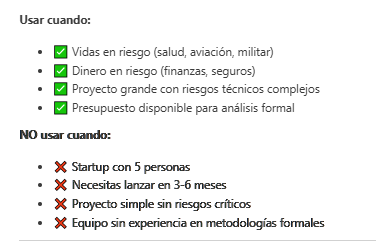 Usar cuando:
• ✅ Vidas en riesgo (salud, aviación, militar)
• ✅ Dinero en riesgo (finanzas, seguros)
• ✅ Proyecto grande con riesgos técnicos complejos
• ✅ Presupuesto disponible para análisis formal
NO usar cuando:
• ❌ Startup con 5 personas
• ❌ Necesitas lanzar en 3-6 meses
• ❌ Proyecto simple sin riesgos críticos
• ❌ Equipo sin experiencia en metodologías formales